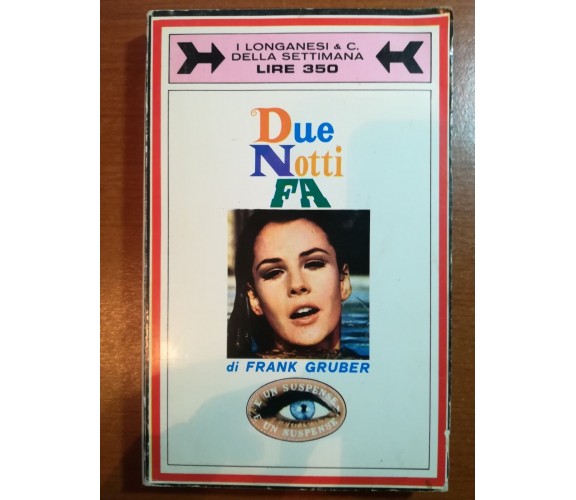 I LONGANESI & C.
DELLA SETTIMANA
LIRE 350
Due
Notti
FA
di FRANK GRUBER
È UN SUSPENSE...
È UN SUSPENSE...